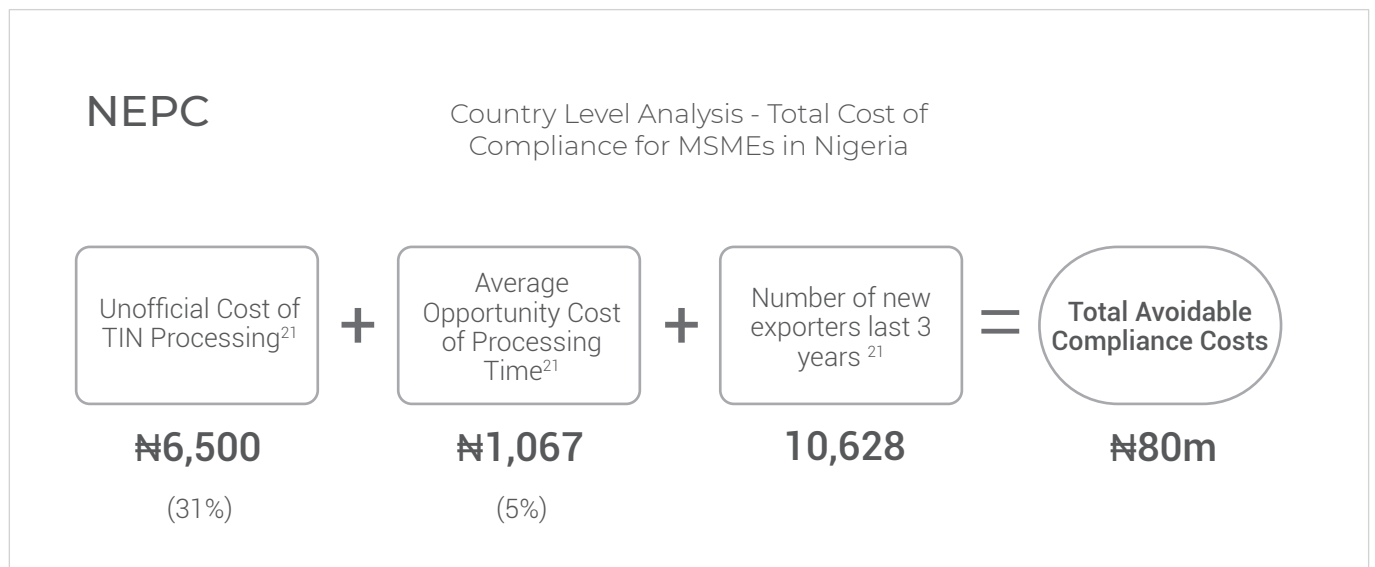 NEPC
Country Level Analysis - Total Cost of
Compliance for MSMEs in Nigeria
Unofficial Cost of
TIN Processing21
+
Average
Opportunity Cost
of Processing
Time21
+
Number of new
exporters last 3
years 21
=
Total Avoidable
Compliance Costs
₦6,500
₦1,067
10,628
₦80m
(31%)
(5%)